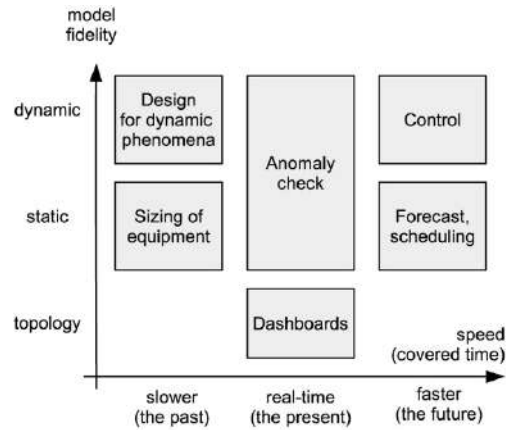 model
fidelity
dynamic
Design
for dynamic
phenomena
Anomaly
check
Control
static
Sizing of
equipment
Forecast,
scheduling
topology
Dashboards
speed
(covered time)
slower
(the past)
real-time
(the present)
faster
(the future)